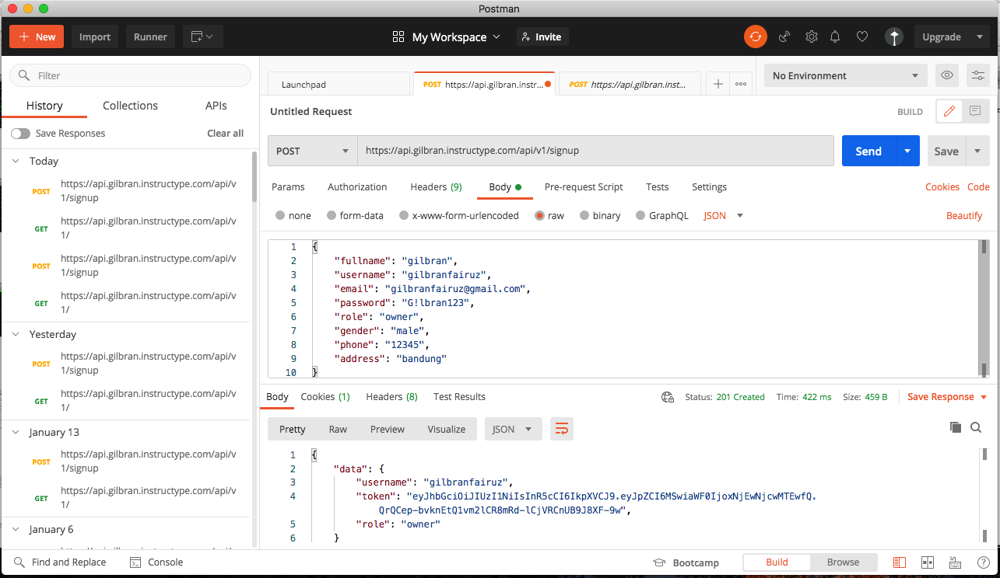 Postman
New Import Runner My Workspace Invite Upgrade
Filter
History Collections APIs
Save Responses Clear all
Today
POST https://api.gilbran.instructype.com/api/v
1/signup
GET https://api.gilbran.instructype.com/api/v
1/
POST https://api.gilbran.instructype.com/api/v
1/signup
GET https://api.gilbran.instructype.com/api/v
1/
Yesterday
POST https://api.gilbran.instructype.com/api/v
1/signup
GET https://api.gilbran.instructype.com/api/v
1/
January 13
POST https://api.gilbran.instructype.com/api/v
1/signup
GET https://api.gilbran.instructype.com/api/v
1/
January 6
Launchpad POST https://api.gilbran.instr... POST https://api.gilbran.inst... No Environment
Untitled Request BUILD
POST https://api.gilbran.instructype.com/api/v1/signup Send Save
Params Authorization Headers (9) Body Pre-request Script Tests Settings Cookies Code
none form-data x-www-form-urlencoded raw binary GraphQL JSON Beautify
1 {
2 "fullname": "gilbran",
3 "username": "gilbranfairuz",
4 "email": "gilbranfairuz@gmail.com",
5 "password": "G!lbran123",
6 "role": "owner",
7 "gender": "male",
8 "phone": "12345",
9 "address": "bandung"
10 }
Body Cookies (1) Headers (8) Test Results Status: 201 Created Time: 422 ms Size: 459 B Save Response
Pretty Raw Preview Visualize JSON
1 {
2 "data": {
3 "username": "gilbranfairuz",
4 "token": "eyJhbGciOiJIUzI1NiIsInR5cCI6IkpXVCJ9.eyJpZCI6MSwiaWF0IjoxNjEwNjcwMTEwfQ.
QrQCep-bvknEtQ1vm2lCR8mRd-lCjVRCnUB9J8XF-9w",
5 "role": "owner"
6 }
Find and Replace Console Bootcamp Build Browse